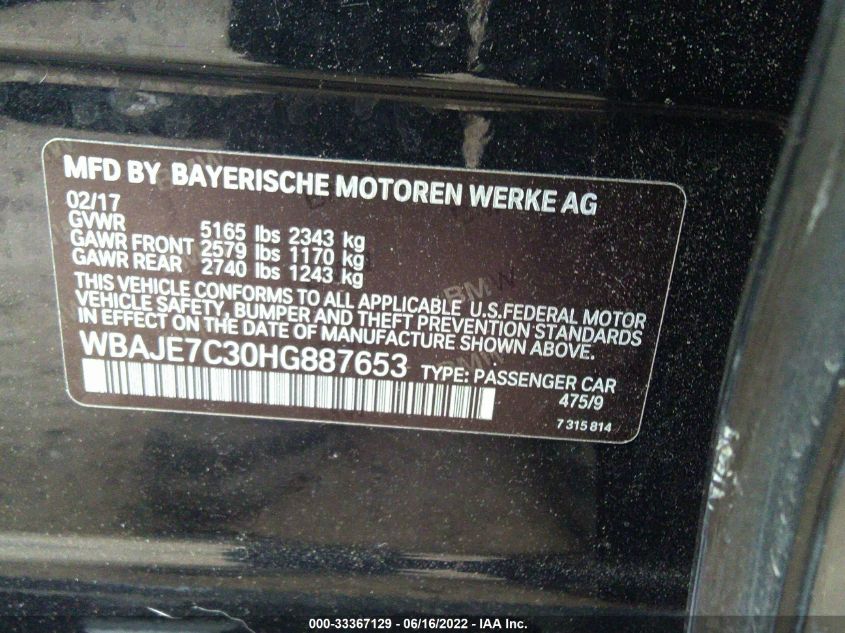 MFD BY BAYERISCHE MOTOREN WERKE AG
02/17
GVWR 5165 lbs 2343 kg
GAWR FRONT 2579 lbs 1170 kg
GAWR REAR 2740 lbs 1243 kg
THIS VEHICLE CONFORMS TO ALL APPLICABLE U.S.FEDERAL MOTOR
VEHICLE SAFETY, BUMPER AND THEFT PREVENTION STANDARDS
IN EFFECT ON THE DATE OF MANUFACTURE SHOWN ABOVE.
WBAJE7C30HG887653 TYPE: PASSENGER CAR
475/9
7 315 814
000-33367129 - 06/16/2022 - IAA Inc.